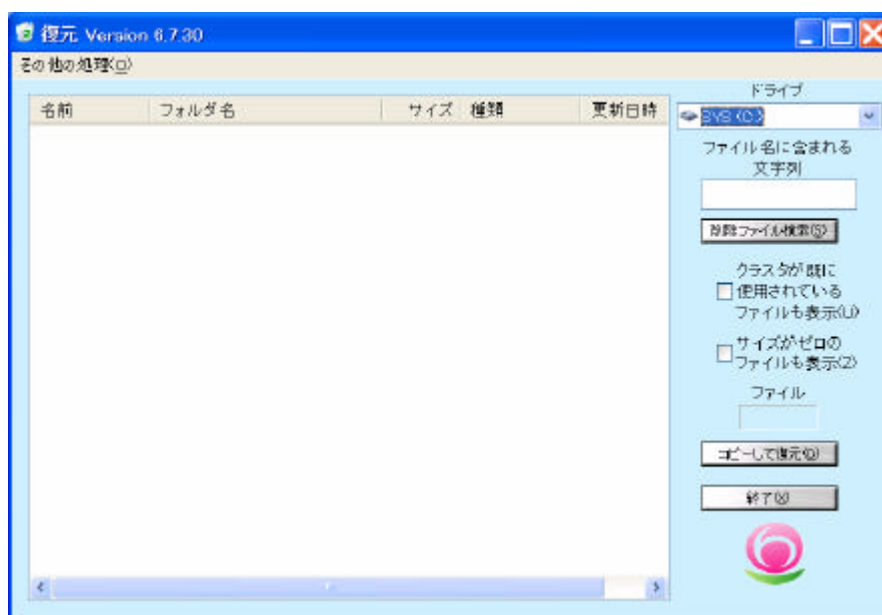 復元 Version 6.7.30
その他の処理(O)
名前 フォルダ名 サイズ 種類 更新日時
ドライブ
SYS (C:)
ファイル名に含まれる
文字列
削除ファイル検索(S)
クラスタが既に
使用されている
ファイルも表示(U)
サイズがゼロの
ファイルも表示(Z)
ファイル
コピーして復元(O)
終了(X)